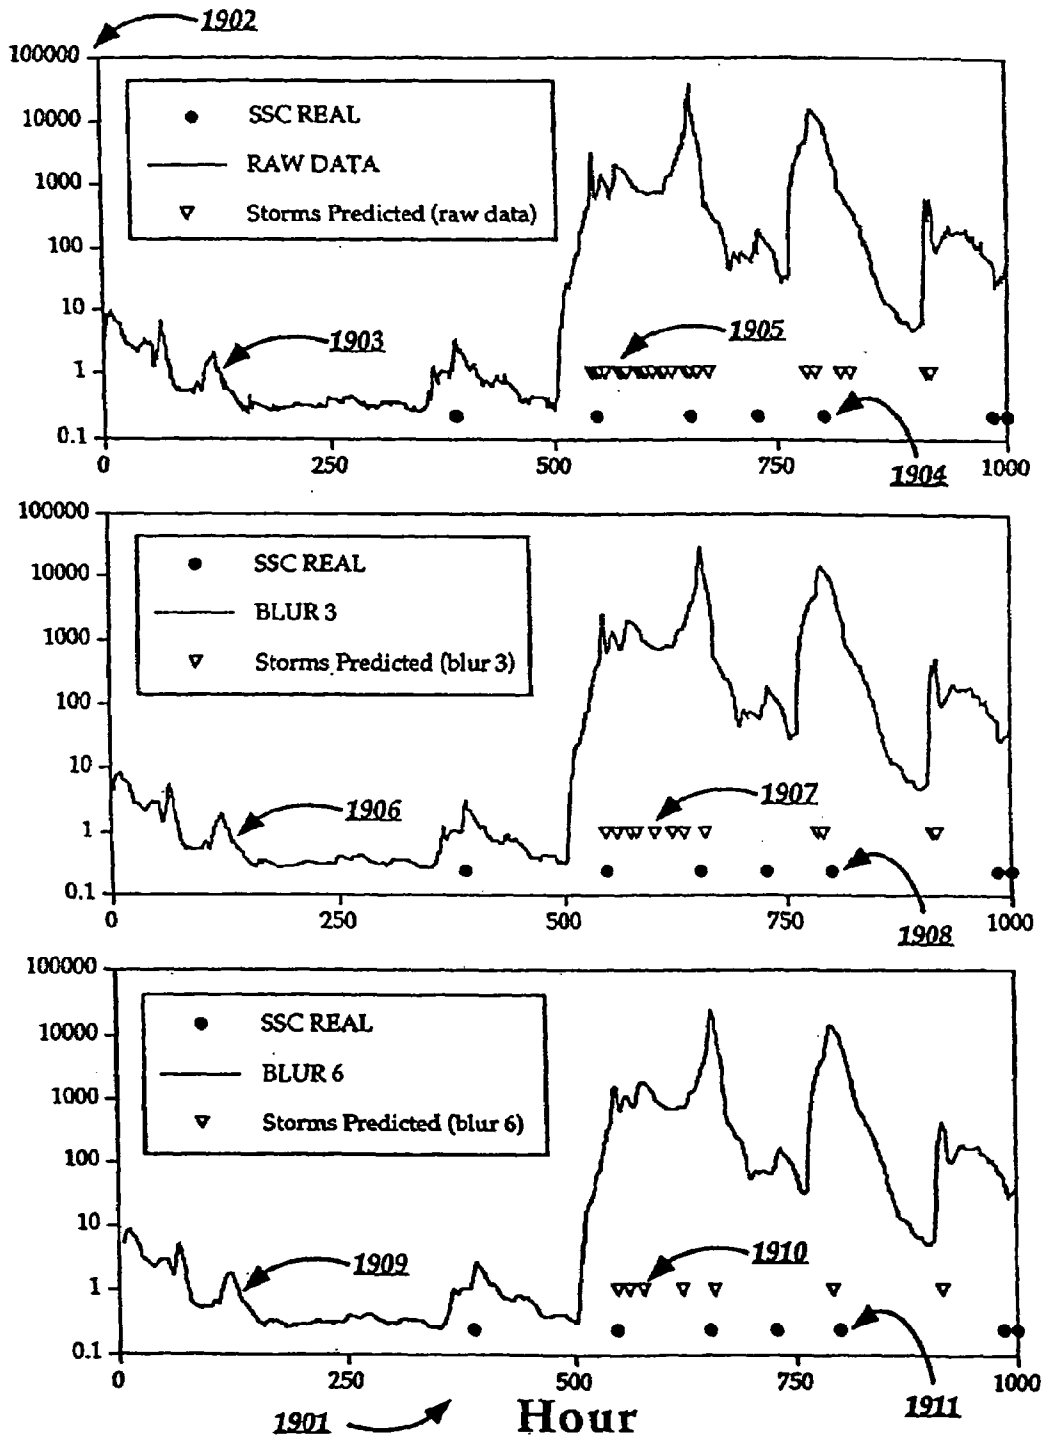 1902
100000
10000
1000
100
10
1
0.1
SSC REAL
RAW DATA
Storms Predicted (raw data)
1903
1905
1904
0 250 500 750 1000
100000
10000
1000
100
10
1
0.1
SSC REAL
BLUR 3
Storms Predicted (blur 3)
1906
1907
1908
0 250 500 750 1000
100000
10000
1000
100
10
1
0.1
SSC REAL
BLUR 6
Storms Predicted (blur 6)
1909
1910
1911
0 250 500 750 1000
1901
Hour